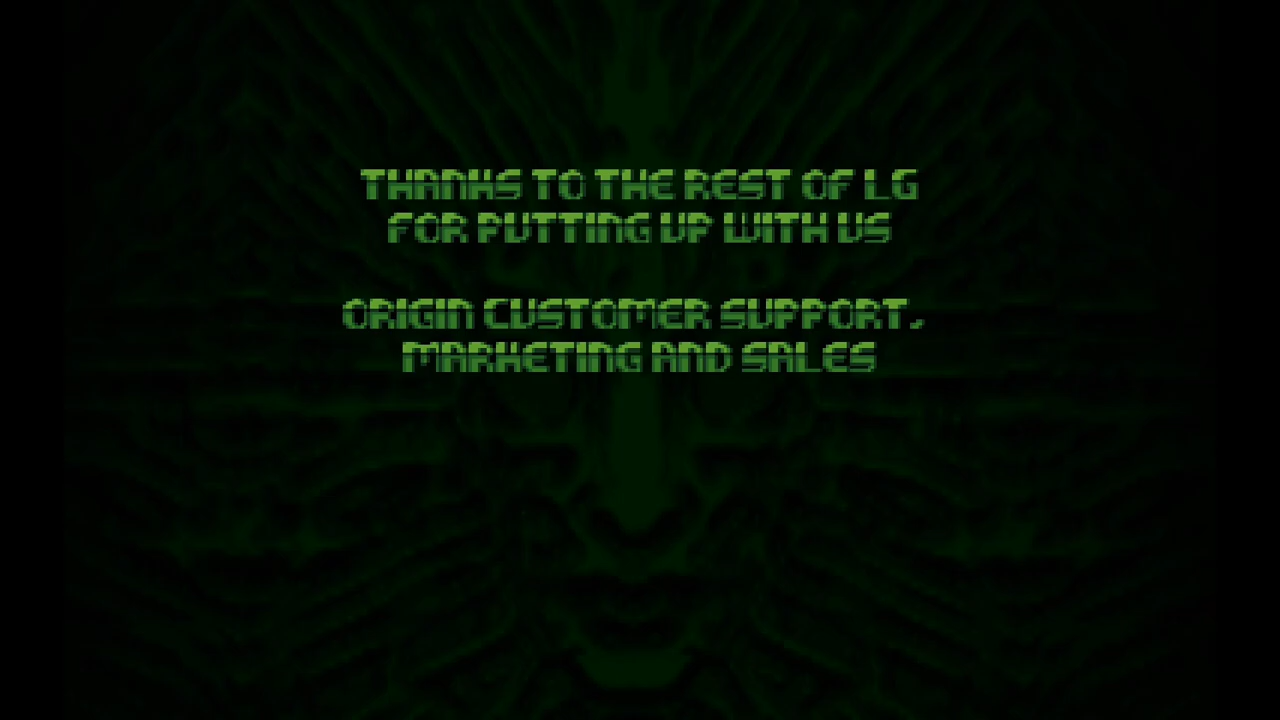 THANKS TO THE REST OF LG
FOR PUTTING UP WITH US
ORIGIN CUSTOMER SUPPORT,
MARKETING AND SALES